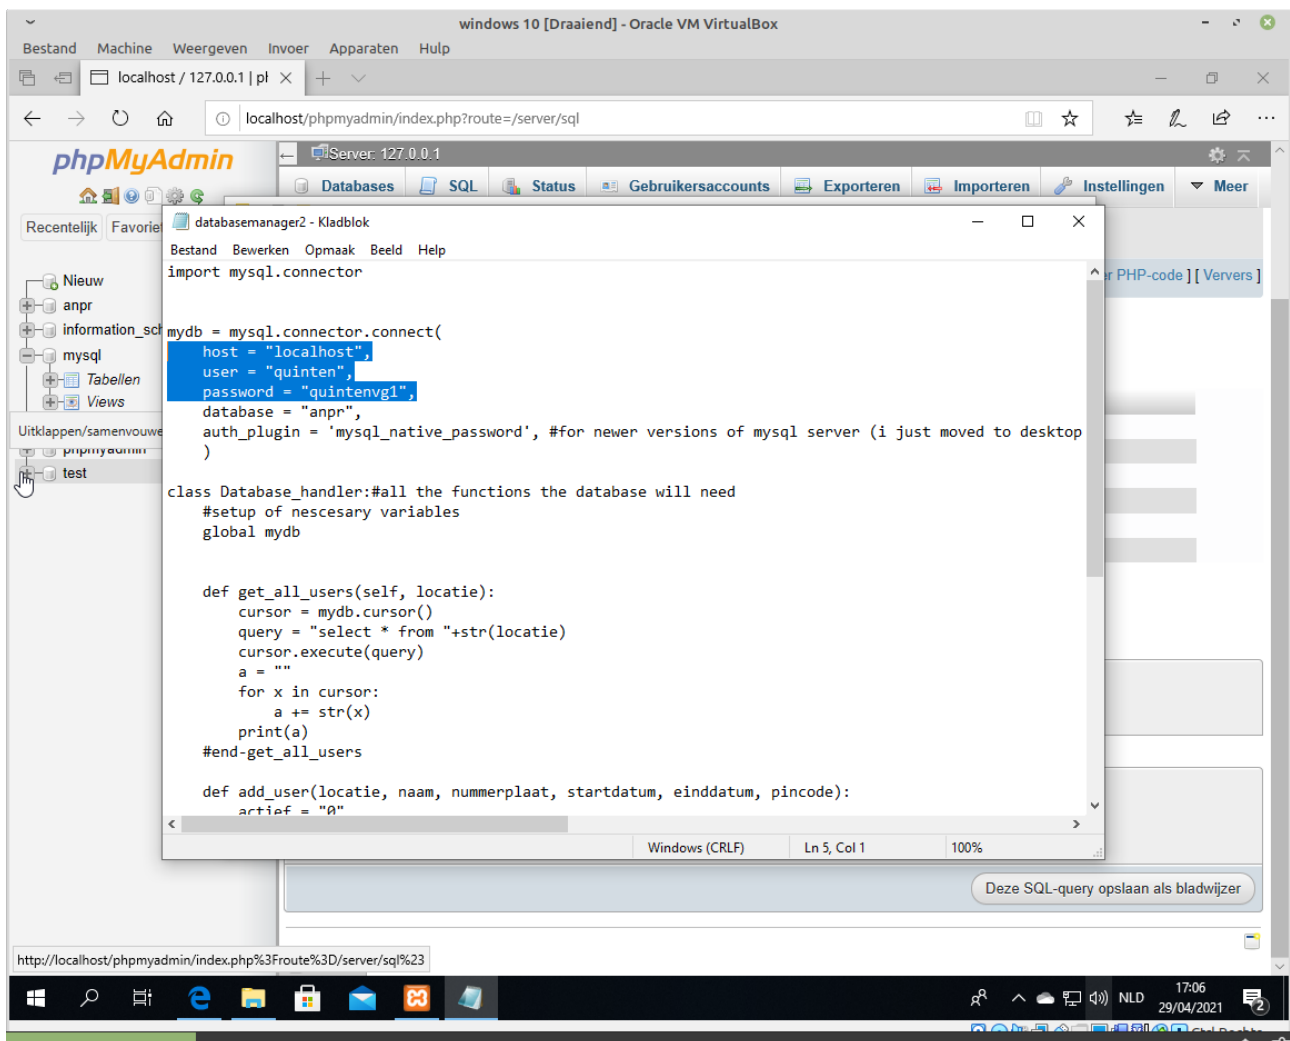 windows 10 [Draaiend] - Oracle VM VirtualBox
Bestand Machine Weergeven Invoer Apparaten Hulp
localhost / 127.0.0.1 | pł
localhost/phpmyadmin/index.php?route=/server/sql
phpMyAdmin
Server: 127.0.0.1
Databases SQL Status Gebruikersaccounts Exporteren Importeren Instellingen Meer
Recentelijk Favoriet
Nieuw
anpr
information_sch
mysql
Tabellen
Views
Uitklappen/samenvouwe
phpmyadmin
test
r PHP-code ] [ Ververs ]
databasemanager2 - Kladblok
Bestand Bewerken Opmaak Beeld Help
import mysql.connector
mydb = mysql.connector.connect(
host = "localhost",
user = "quinten",
password = "quintenvg1",
database = "anpr",
auth_plugin = 'mysql_native_password', #for newer versions of mysql server (i just moved to desktop
)
class Database_handler:#all the functions the database will need
#setup of nescesary variables
global mydb
def get_all_users(self, locatie):
cursor = mydb.cursor()
query = "select * from "+str(locatie)
cursor.execute(query)
a = ""
for x in cursor:
a += str(x)
print(a)
#end-get_all_users
def add_user(locatie, naam, nummerplaat, startdatum, einddatum, pincode):
actief = "0"
Windows (CRLF) Ln 5, Col 1 100%
Deze SQL-query opslaan als bladwijzer
http://localhost/phpmyadmin/index.php%3Froute%3D/server/sql%23
NLD 17:06
29/04/2021
2